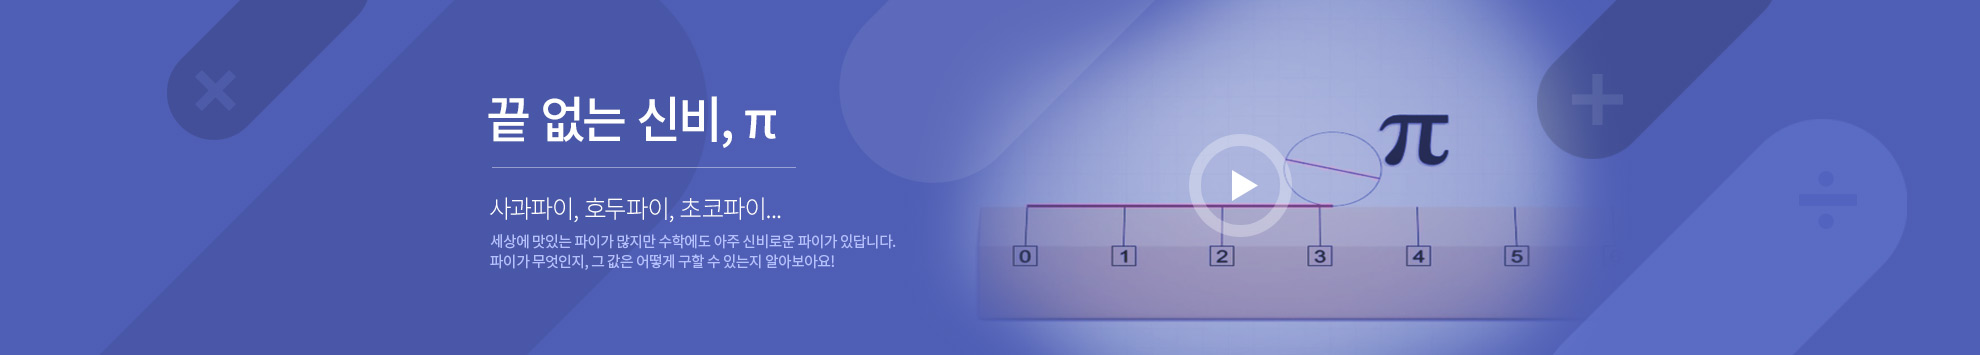 끝 없는 신비, π
사과파이, 호두파이, 초코파이...
세상에 맛있는 파이가 많지만 수학에도 아주 신비로운 파이가 있답니다.
파이가 무엇인지, 그 값은 어떻게 구할 수 있는지 알아보아요!
π
0 1 2 3 4 5